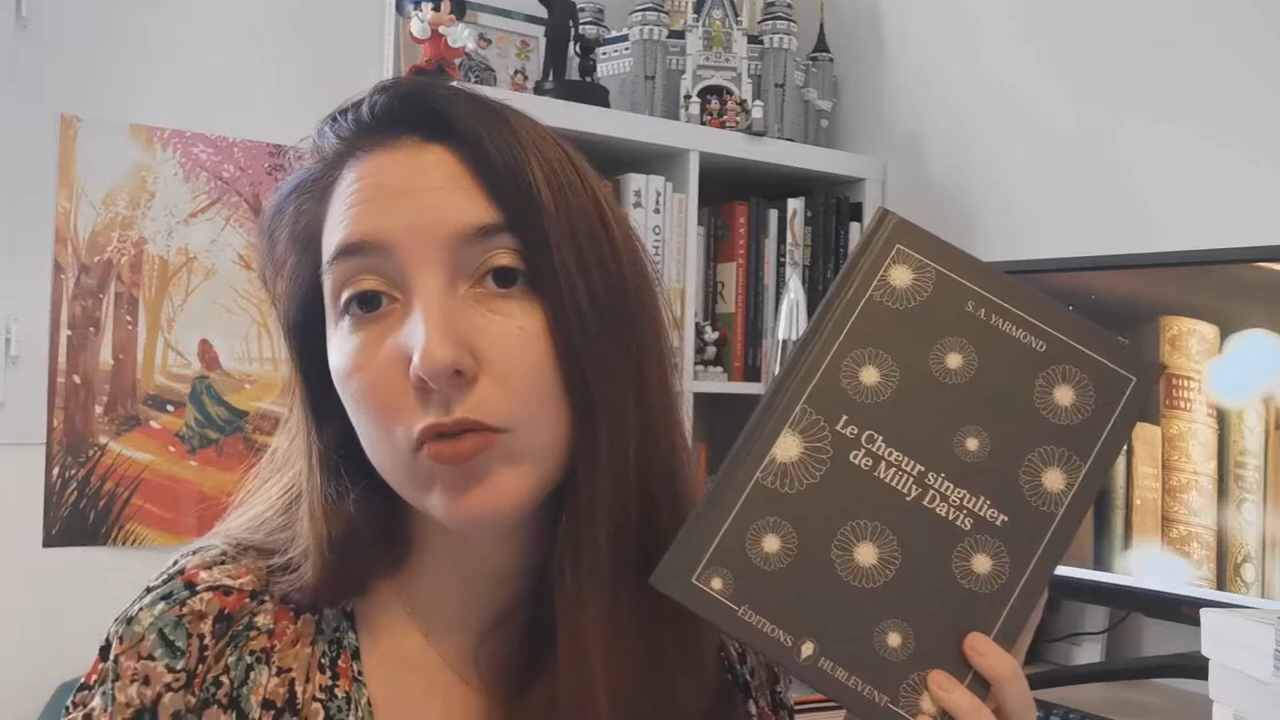 S. A. YARMOND
Le Chœur singulier
de Milly Davis
ÉDITIONS HURLEVENT